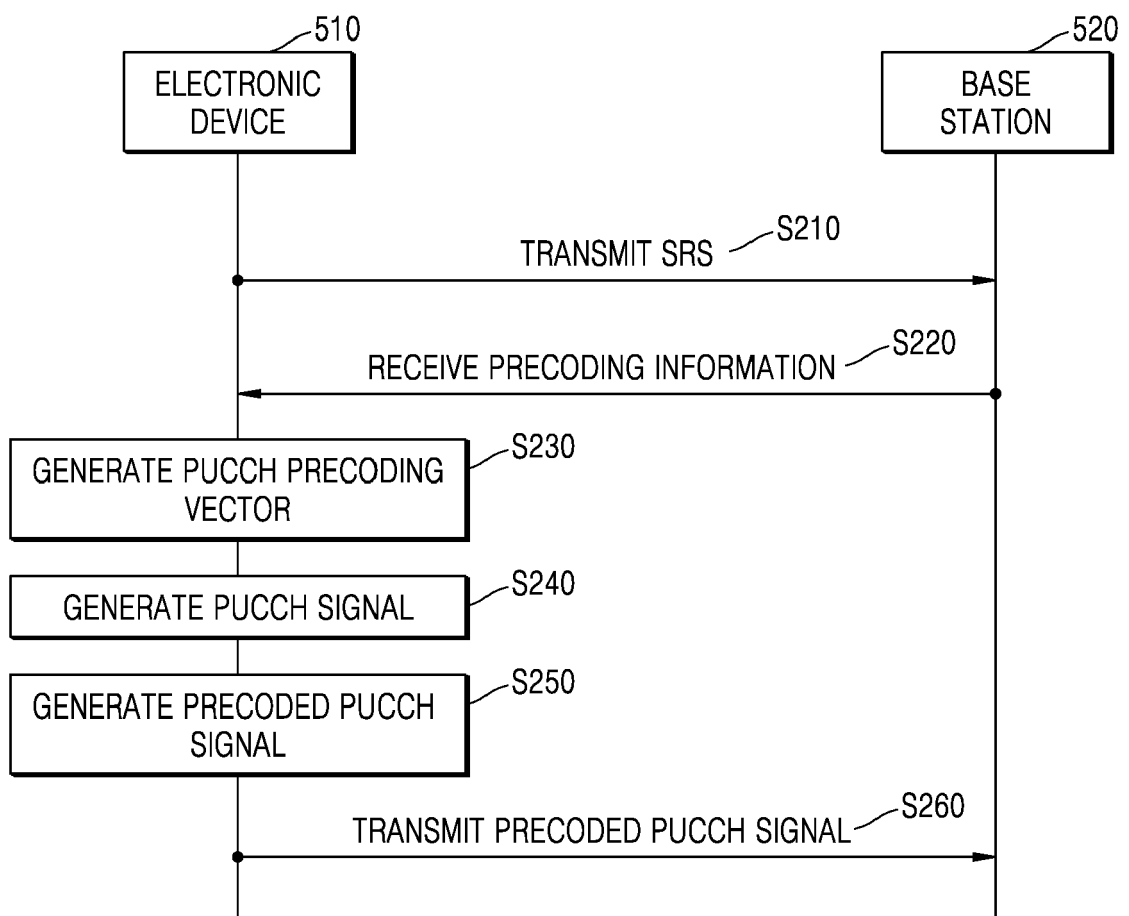 510
520
ELECTRONIC
DEVICE
BASE
STATION
S210
TRANSMIT SRS
S220
RECEIVE PRECODING INFORMATION
S230
GENERATE PUCCH PRECODING
VECTOR
S240
GENERATE PUCCH SIGNAL
S250
GENERATE PRECODED PUCCH
SIGNAL
S260
TRANSMIT PRECODED PUCCH SIGNAL